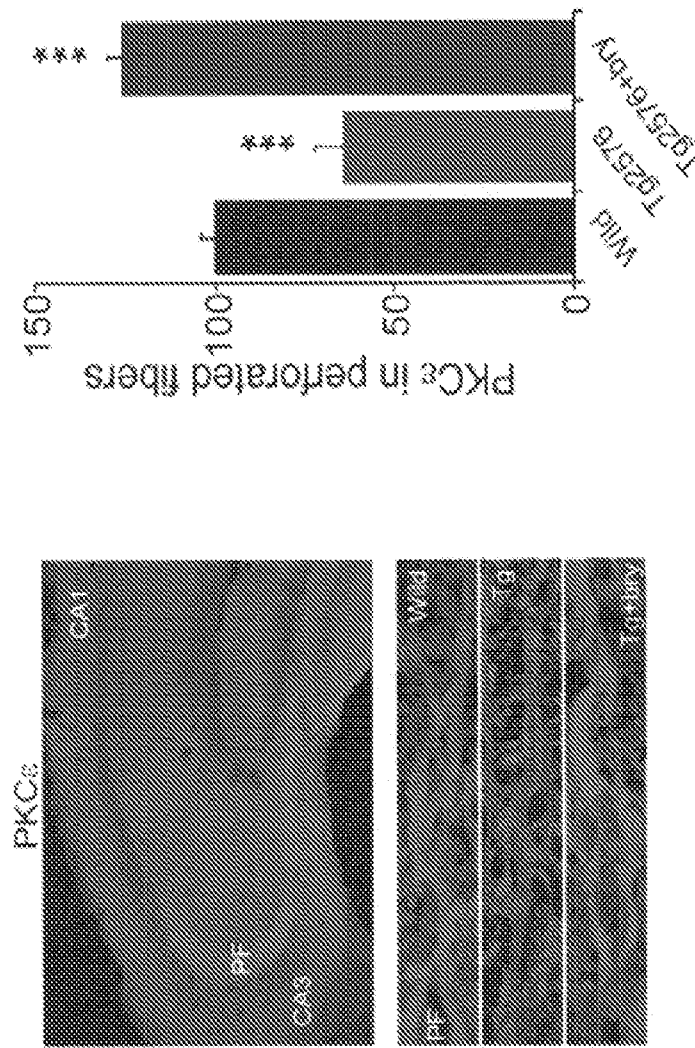 PKCε
CA1
PF
CA3
PF
Wild
Tg
Tg+bry
PKCε in perforated fibers
150
100
50
0
***
***
Wild
Tg2576
Tg2576+bry